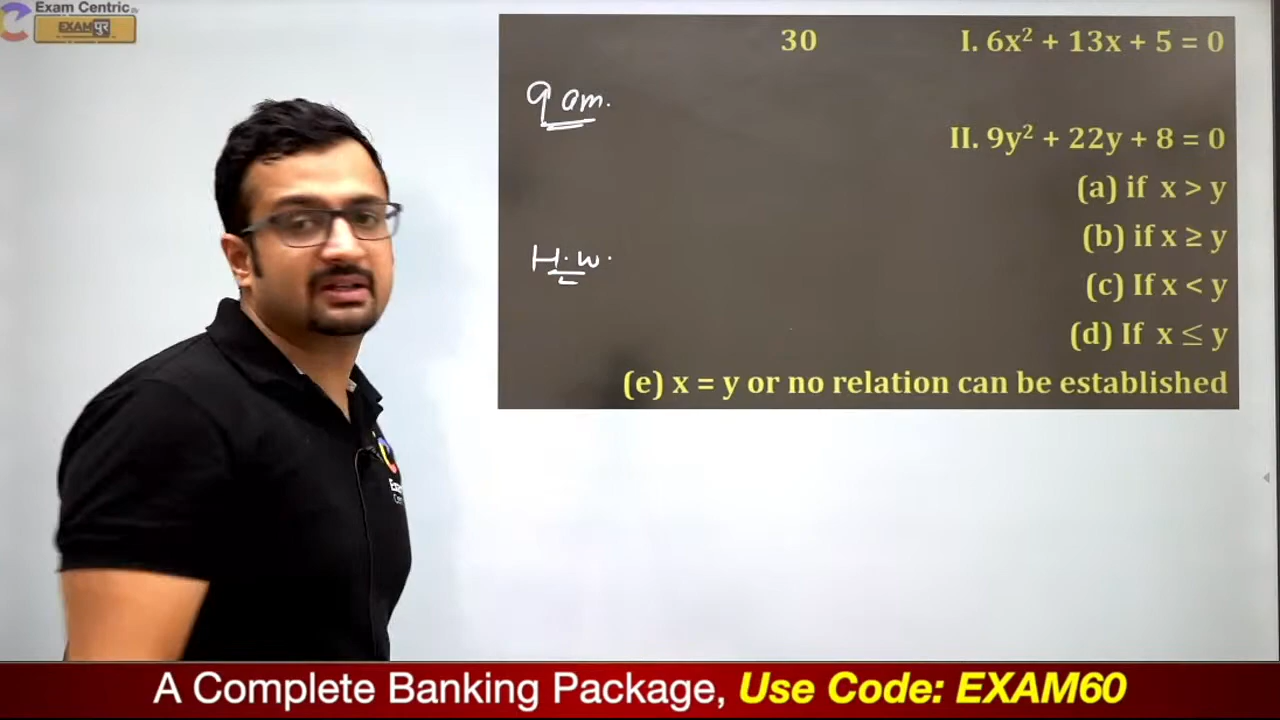 Exam Centric
EXAMपुर
30 I. 6x² + 13x + 5 = 0
9 am.
II. 9y² + 22y + 8 = 0
(a) if x > y
(b) if x ≥ y
H.w.
(c) If x < y
(d) If x ≤ y
(e) x = y or no relation can be established
A Complete Banking Package, Use Code: EXAM60